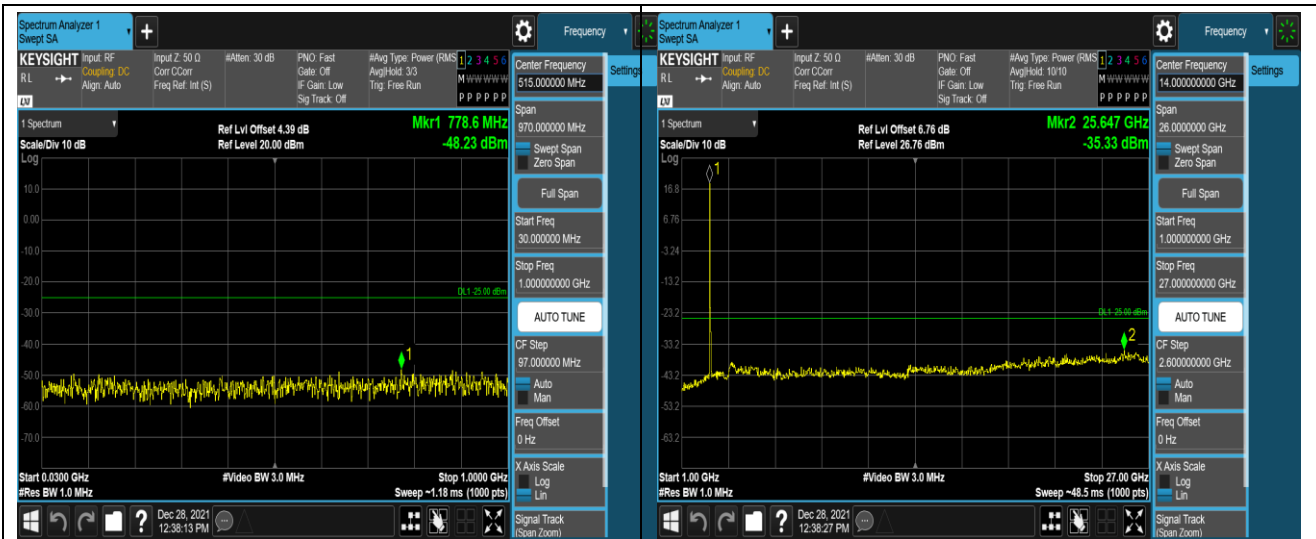 Spectrum Analyzer 1
Swept SA
+
Frequency
KEYSIGHT
RL
LXI
Input: RF
Coupling: DC
Align: Auto
Input Z: 50 Ω
Corr CCorr
Freq Ref: Int (S)
#Atten: 30 dB
PNO: Fast
Gate: Off
IF Gain: Low
Sig Track: Off
#Avg Type: Power (RMS
Avg|Hold: 3/3
Trig: Free Run
1 2 3 4 5 6
M W W W W W
P P P P P P
Center Frequency
515.000000 MHz
Settings
1 Spectrum
Scale/Div 10 dB
Log
Ref Lvl Offset 4.39 dB
Ref Level 20.00 dBm
Mkr1 778.6 MHz
-48.23 dBm
10.0
0.00
-10.0
-20.0
-30.0
-40.0
-50.0
-60.0
-70.0
DL1 -25.00 dBm
1
Start 0.0300 GHz
#Res BW 1.0 MHz
#Video BW 3.0 MHz
Stop 1.0000 GHz
Sweep ~1.18 ms (1000 pts)
Span
970.000000 MHz
Swept Span
Zero Span
Full Span
Start Freq
30.000000 MHz
Stop Freq
1.000000000 GHz
AUTO TUNE
CF Step
97.000000 MHz
Auto
Man
Freq Offset
0 Hz
X Axis Scale
Log
Lin
Signal Track
(Span Zoom)
?
Dec 28, 2021
12:38:13 PM
Spectrum Analyzer 1
Swept SA
+
Frequency
KEYSIGHT
RL
LXI
Input: RF
Coupling: DC
Align: Auto
Input Z: 50 Ω
Corr CCorr
Freq Ref: Int (S)
#Atten: 30 dB
PNO: Fast
Gate: Off
IF Gain: Low
Sig Track: Off
#Avg Type: Power (RMS
Avg|Hold: 10/10
Trig: Free Run
1 2 3 4 5 6
M W W W W W
P P P P P P
Center Frequency
14.000000000 GHz
Settings
1 Spectrum
Scale/Div 10 dB
Log
Ref Lvl Offset 6.76 dB
Ref Level 26.76 dBm
Mkr2 25.647 GHz
-35.33 dBm
16.8
6.76
-3.24
-13.2
-23.2
-33.2
-43.2
-53.2
-63.2
1
DL1 -25.00 dBm
2
Start 1.00 GHz
#Res BW 1.0 MHz
#Video BW 3.0 MHz
Stop 27.00 GHz
Sweep ~48.5 ms (1000 pts)
Span
26.0000000 GHz
Swept Span
Zero Span
Full Span
Start Freq
1.000000000 GHz
Stop Freq
27.000000000 GHz
AUTO TUNE
CF Step
2.600000000 GHz
Auto
Man
Freq Offset
0 Hz
X Axis Scale
Log
Lin
Signal Track
(Span Zoom)
?
Dec 28, 2021
12:38:27 PM